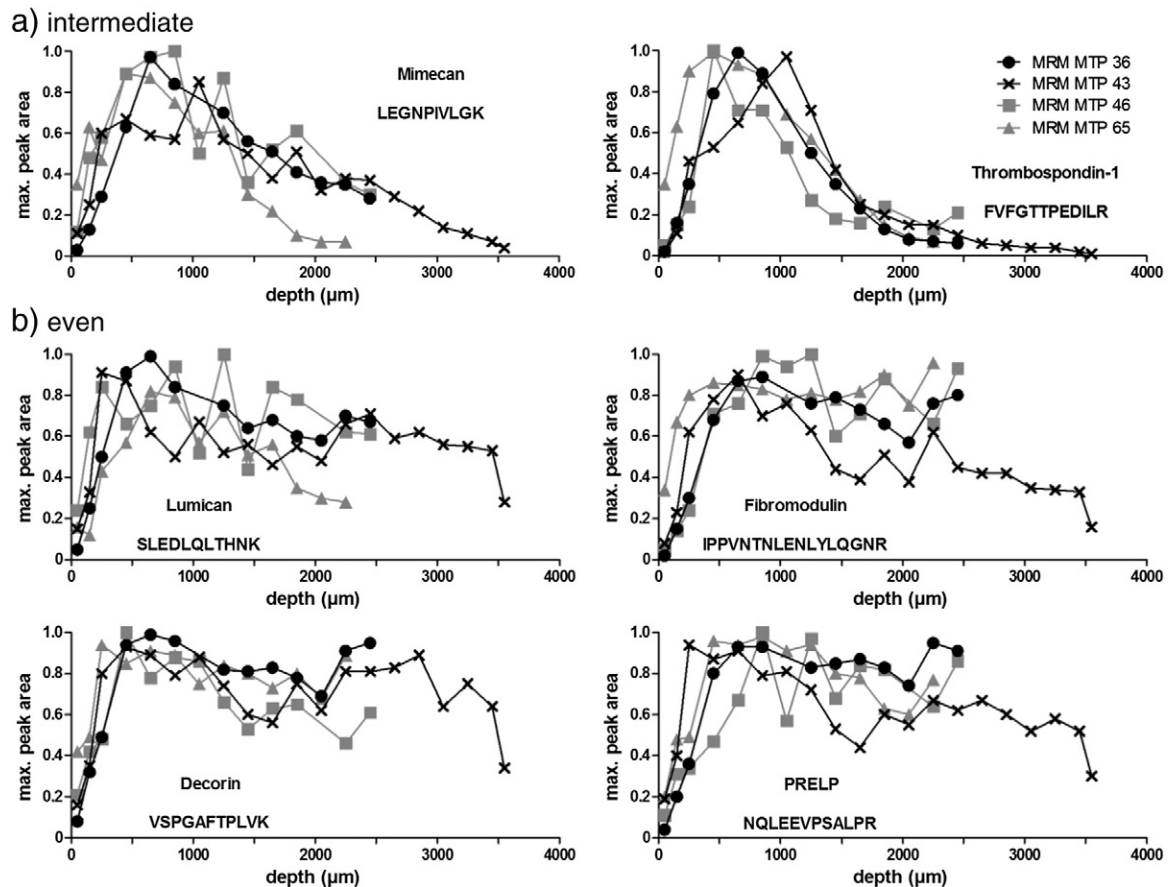 a) intermediate
max. peak area
1.0
0.8
0.6
0.4
0.2
0
Mimecan
LEGNPIVLGK
0 1000 2000 3000 4000
depth (µm)
max. peak area
1.0
0.8
0.6
0.4
0.2
0
MRM MTP 36
MRM MTP 43
MRM MTP 46
MRM MTP 65
Thrombospondin-1
FVFGTTPEDILR
0 1000 2000 3000 4000
depth (µm)
b) even
max. peak area
1.0
0.8
0.6
0.4
0.2
0
Lumican
SLEDLQLTHNK
0 1000 2000 3000 4000
depth (µm)
max. peak area
1.0
0.8
0.6
0.4
0.2
0
Fibromodulin
IPPVNTNLENLYLQGNR
0 1000 2000 3000 4000
depth (µm)
max. peak area
1.0
0.8
0.6
0.4
0.2
0
Decorin
VSPGAFTPLVK
0 1000 2000 3000 4000
depth (µm)
max. peak area
1.0
0.8
0.6
0.4
0.2
0
PRELP
NQLEEVPSALPR
0 1000 2000 3000 4000
depth (µm)